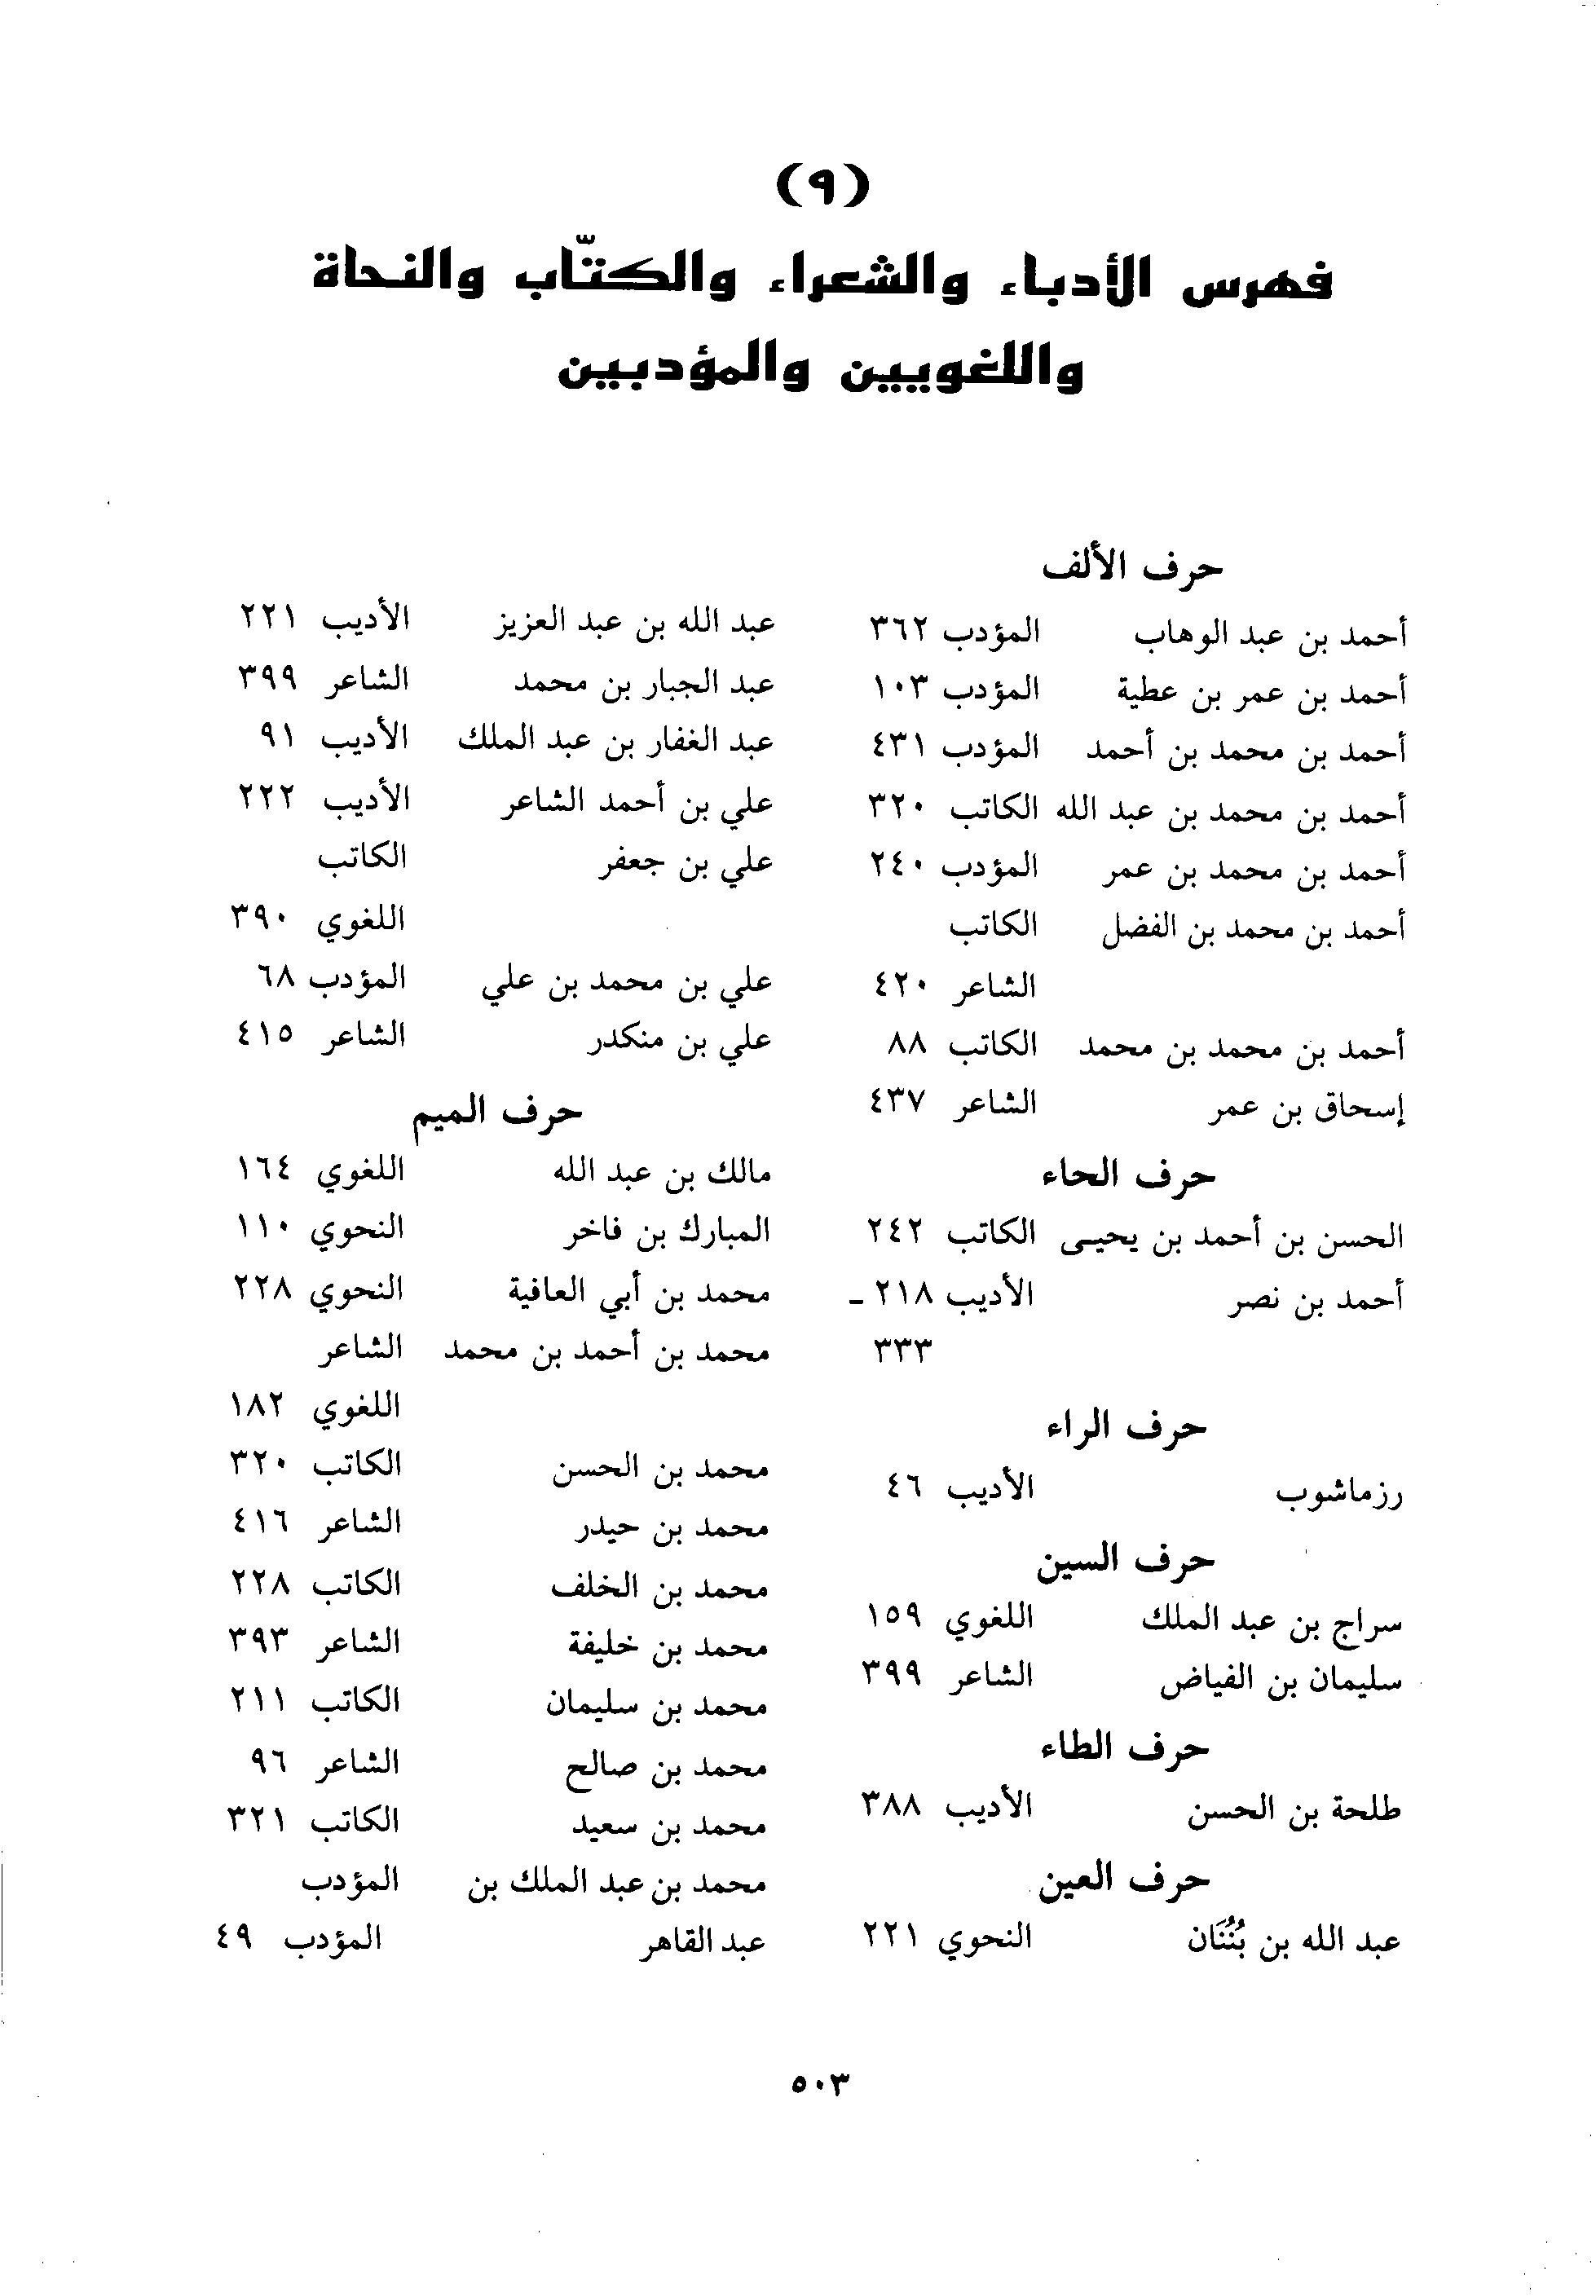 (٩)
فهرس الأدباء والشعراء والكتّاب والنحاة
واللغويين والمؤدبين
حرف الألف
أحمد بن عبد الوهاب المؤدب ٣٦٢
أحمد بن عمر بن عطية المؤدب ١٠٣
أحمد بن محمد بن أحمد المؤدب ٤٣١
أحمد بن محمد بن عبد الله الكاتب ٣٢٠
أحمد بن محمد بن عمر المؤدب ٢٤٠
أحمد بن محمد بن الفضل الكاتب
الشاعر ٤٢٠
أحمد بن محمد بن محمد الكاتب ٨٨
إسحاق بن عمر الشاعر ٤٣٧
حرف الحاء
الحسن بن أحمد بن يحيى الكاتب ٢٤٢
أحمد بن نصر الأديب ٢١٨ ـ
٣٣٣
حرف الراء
رزماشوب الأديب ٤٦
حرف السين
سراج بن عبد الملك اللغوي ١٥٩
سليمان بن الفياض الشاعر ٣٩٩
حرف الطاء
طلحة بن الحسن الأديب ٣٨٨
حرف العين
عبد الله بن بُنُنَان النحوي ٢٢١
عبد الله بن عبد العزيز الأديب ٢٢١
عبد الجبار بن محمد الشاعر ٣٩٩
عبد الغفار بن عبد الملك الأديب ٩١
علي بن أحمد الشاعر الأديب ٢٢٢
علي بن جعفر الكاتب
اللغوي ٣٩٠
علي بن محمد بن علي المؤدب ٦٨
علي بن منكدر الشاعر ٤١٥
حرف الميم
مالك بن عبد الله اللغوي ١٦٤
المبارك بن فاخر النحوي ١١٠
محمد بن أبي العافية النحوي ٢٢٨
محمد بن أحمد بن محمد الشاعر
اللغوي ١٨٢
محمد بن الحسن الكاتب ٣٢٠
محمد بن حيدر الشاعر ٤١٦
محمد بن الخلف الكاتب ٢٢٨
محمد بن خليفة الشاعر ٣٩٣
محمد بن سليمان الكاتب ٢١١
محمد بن صالح الشاعر ٩٦
محمد بن سعيد الكاتب ٣٢١
محمد بن عبد الملك بن المؤدب
عبد القاهر المؤدب ٤٩
٥٠٣